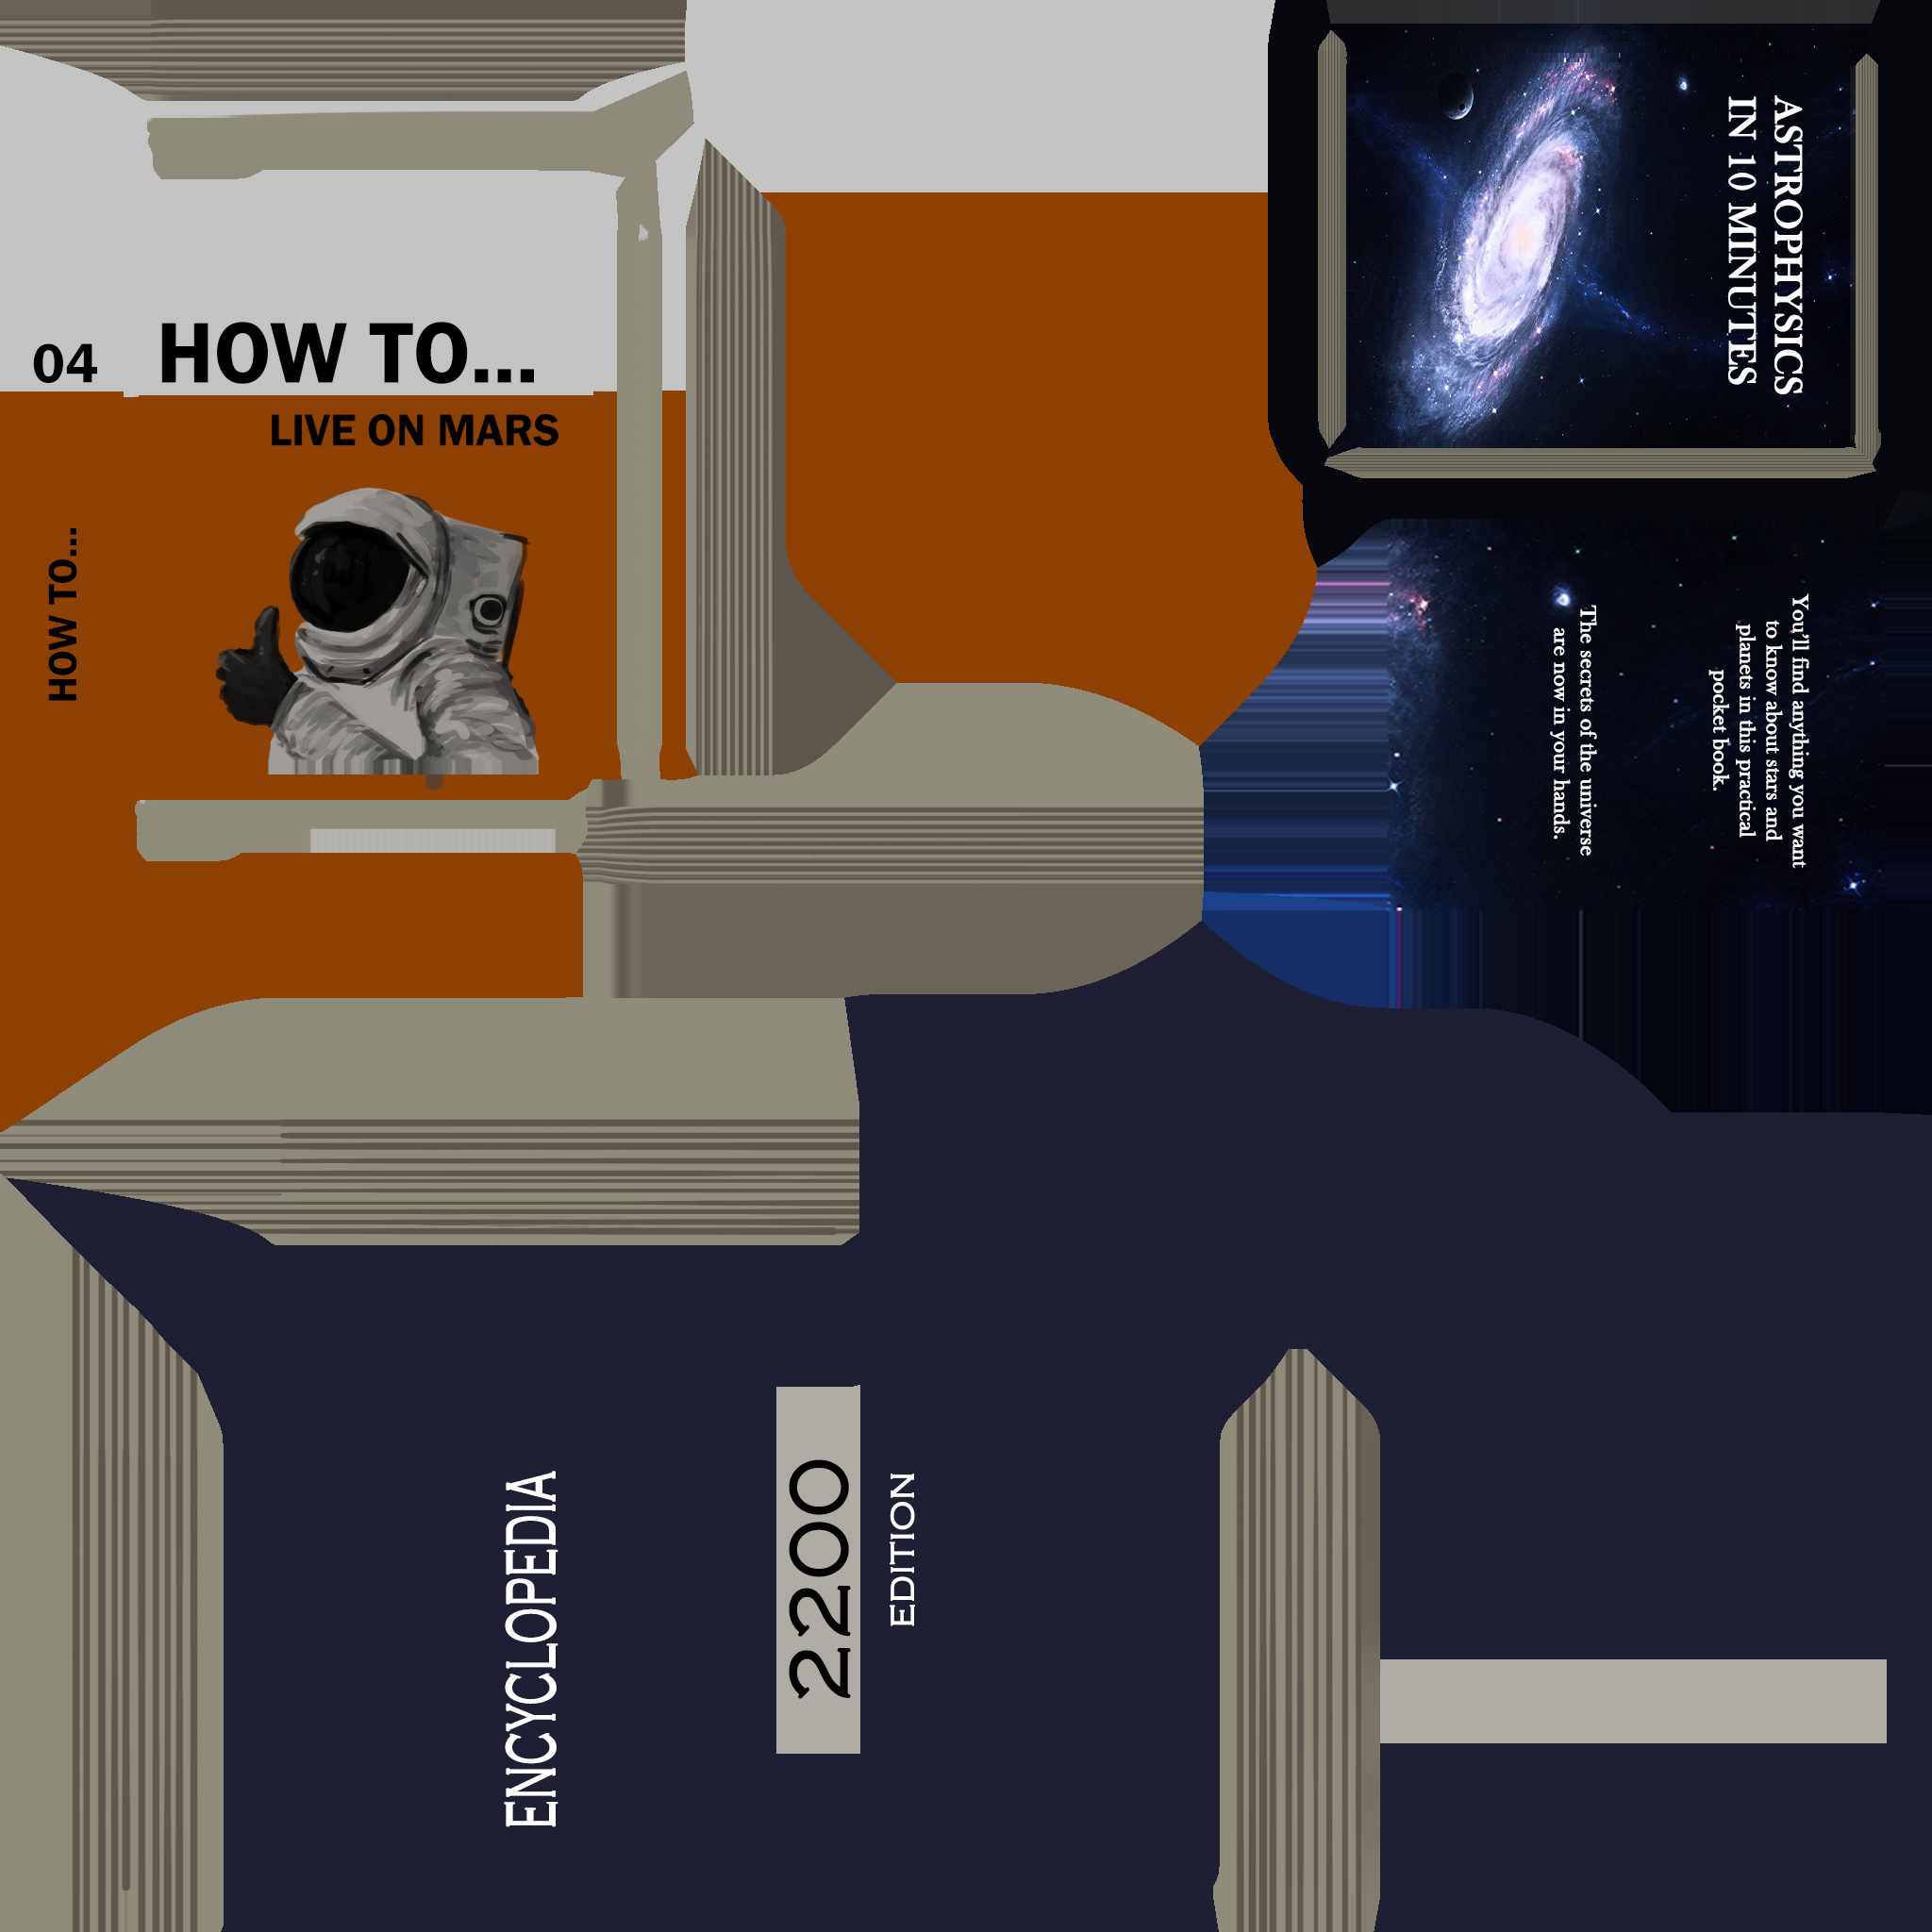 04
HOW TO...
LIVE ON MARS
HOW TO...
ASTROPHYSICS
IN 10 MINUTES
You'll find anything you want
to know about stars and
planets in this practical
pocket book.
The secrets of the universe
are now in your hands.
ENCYCLOPEDIA
2200
EDITION